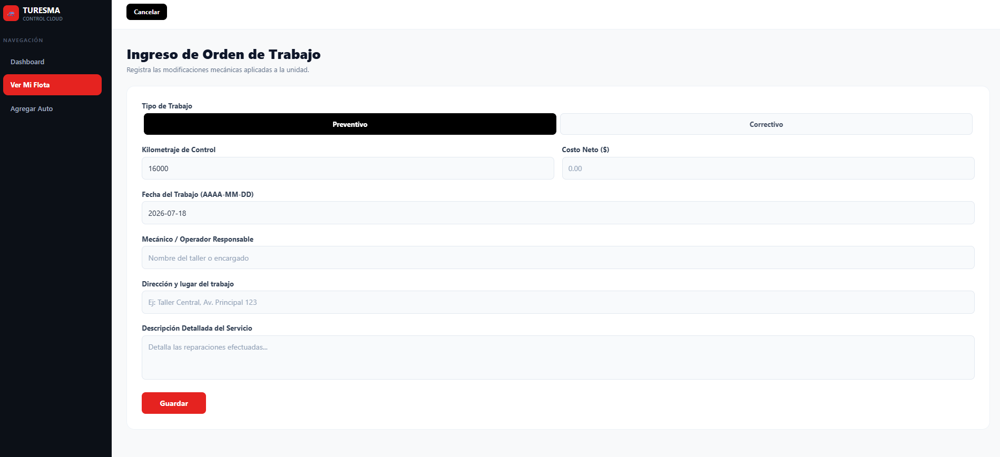 TURESMA
CONTROL CLOUD
NAVEGACIÓN
Dashboard
Ver Mi Flota
Agregar Auto
Cancelar
Ingreso de Orden de Trabajo
Registra las modificaciones mecánicas aplicadas a la unidad.
Tipo de Trabajo
Preventivo
Correctivo
Kilometraje de Control
Costo Neto ($)
16000
0.00
Fecha del Trabajo (AAAA-MM-DD)
2026-07-18
Mecánico / Operador Responsable
Nombre del taller o encargado
Dirección y lugar del trabajo
Ej: Taller Central, Av. Principal 123
Descripción Detallada del Servicio
Detalla las reparaciones efectuadas...
Guardar